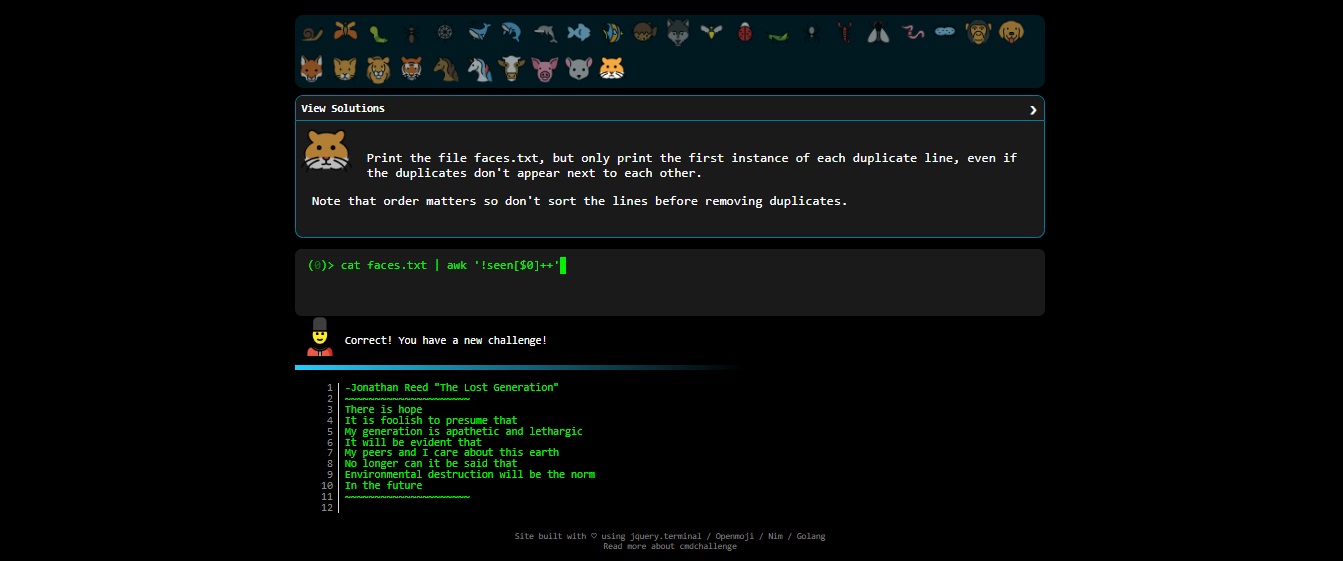 View Solutions ❯
Print the file faces.txt, but only print the first instance of each duplicate line, even if
the duplicates don't appear next to each other.
Note that order matters so don't sort the lines before removing duplicates.
(0)> cat faces.txt | awk '!seen[$0]++'
Correct! You have a new challenge!
1 -Jonathan Reed "The Lost Generation"
2 ~~~~~~~~~~~~~~~~~~~~~
3 There is hope
4 It is foolish to presume that
5 My generation is apathetic and lethargic
6 It will be evident that
7 My peers and I care about this earth
8 No longer can it be said that
9 Environmental destruction will be the norm
10 In the future
11 ~~~~~~~~~~~~~~~~~~~~~
12
Site built with ♡ using jquery.terminal / Openmoji / Nim / Golang
Read more about cmdchallenge